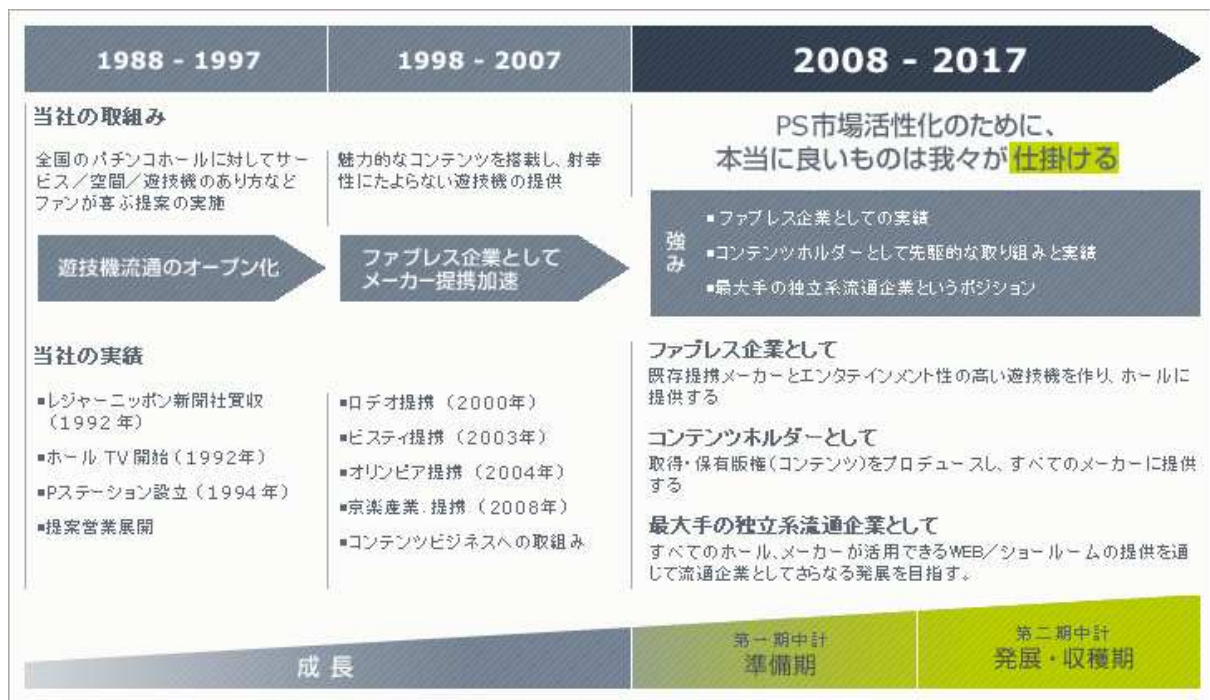 1988 - 1997
1998 - 2007
2008 - 2017
当社の取組み
全国のパチンコホールに対してサー
ビス／空間／遊技機のあり方など
ファンが喜ぶ提案の実施
魅力的なコンテンツを搭載し、射幸
性にたよらない遊技機の提供
遊技機流通のオープン化
ファブレス企業として
メーカー提携加速
PS市場活性化のために、
本当に良いものは我々が仕掛ける
強み
▪ファブレス企業としての実績
▪コンテンツホルダーとして先駆的な取り組みと実績
▪最大手の独立系流通企業というポジション
当社の実績
▪レジャーニッポン新聞社買収
（1992年）
▪ホールTV開始（1992年）
▪Pステーション設立（1994年）
▪提案営業展開
▪ロデオ提携（2000年）
▪ビスティ提携（2003年）
▪オリンピア提携（2004年）
▪京楽産業.提携（2008年）
▪コンテンツビジネスへの取組み
ファブレス企業として
既存提携メーカーとエンタテインメント性の高い遊技機を作り、ホールに
提供する
コンテンツホルダーとして
取得・保有版権（コンテンツ）をプロデュースし、すべてのメーカーに提供
する
最大手の独立系流通企業として
すべてのホール、メーカーが活用できるWEB／ショールームの提供を通
じて流通企業としてさらなる発展を目指す。
成長
第一期中計
準備期
第二期中計
発展・収穫期